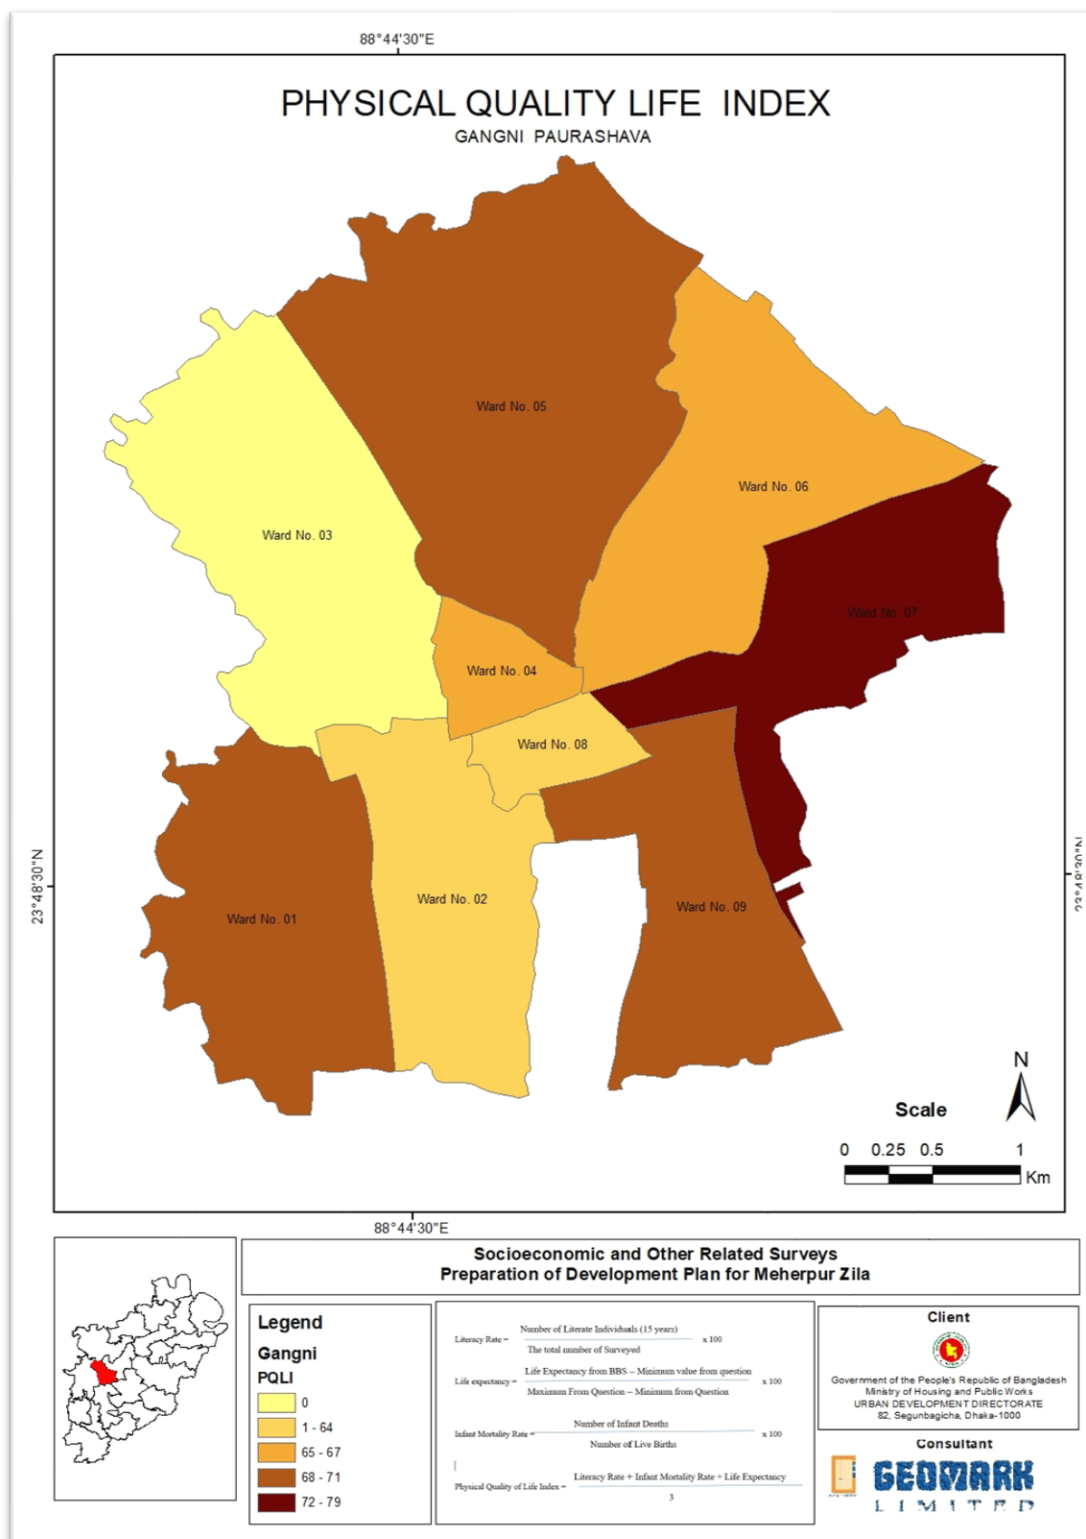 88°44'30"E
PHYSICAL QUALITY LIFE INDEX
GANGNI PAURASHAVA
Ward No. 05
Ward No. 06
Ward No. 03
Ward No. 07
Ward No. 04
Ward No. 08
Ward No. 02
Ward No. 09
Ward No. 01
23°48'30"N
23°48'30"N
N
Scale
0 0.25 0.5 1
Km
88°44'30"E
Socioeconomic and Other Related Surveys
Preparation of Development Plan for Meherpur Zila
Legend
Gangni
PQLI
0
1 - 64
65 - 67
68 - 71
72 - 79
Literacy Rate = Number of Literate Individuals (15 years) x 100
The total number of Surveyed
Life expectancy = Life Expectancy from BBS – Minimum value from question x 100
Maximum From Question – Minimum from Question
Infant Mortality Rate = Number of Infant Deaths x 100
Number of Live Births
Physical Quality of Life Index = Literacy Rate + Infant Mortality Rate + Life Expectancy
3
Client
Government of the People's Republic of Bangladesh
Ministry of Housing and Public Works
URBAN DEVELOPMENT DIRECTORATE
82, Segunbagicha, Dhaka-1000
Consultant
GEOMARK
LIMITED